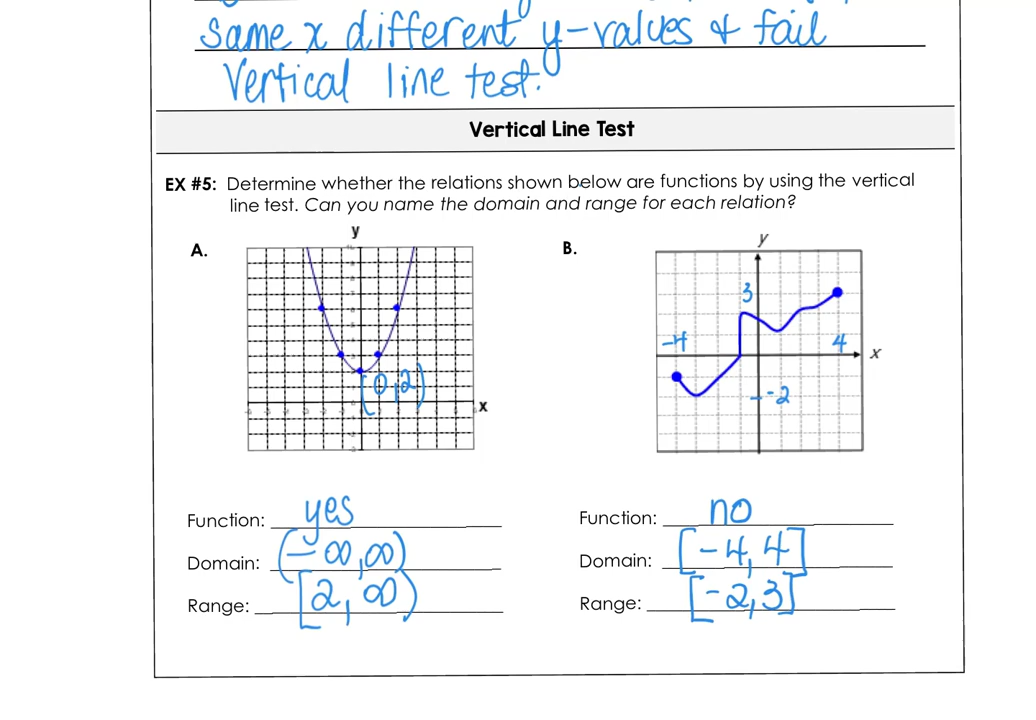 same x different y-values & fail
Vertical line test.
Vertical Line Test
EX #5: Determine whether the relations shown below are functions by using the vertical
line test. Can you name the domain and range for each relation?
A.
y
(0,2)
x
B.
y
3
-4
4
x
-2
Function: yes
Domain: (-∞,∞)
Range: [2, ∞)
Function: no
Domain: [-4,4]
Range: [-2,3]